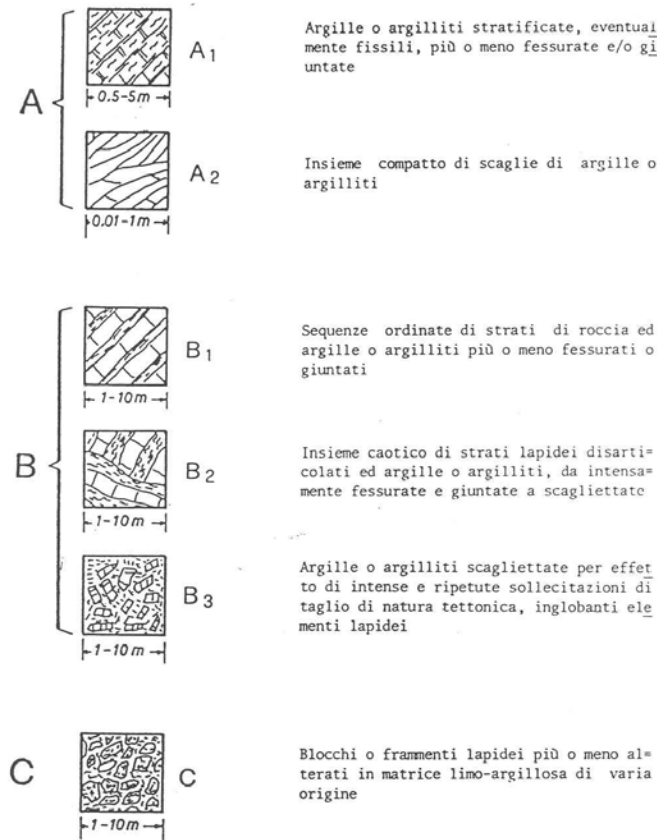 A
A1
0.5-5m
Argille o argilliti stratificate, eventual
mente fissili, più o meno fessurate e/o gi
untate
A2
0.01-1m
Insieme compatto di scaglie di argille o
argilliti
B
B1
1-10m
Sequenze ordinate di strati di roccia ed
argille o argilliti più o meno fessurati o
giuntati
B2
1-10m
Insieme caotico di strati lapidei disarti=
colati ed argille o argilliti, da intensa=
mente fessurate e giuntate a scagliettate
B3
1-10m
Argille o argilliti scagliettate per effet
to di intense e ripetute sollecitazioni di
taglio di natura tettonica, inglobanti ele
menti lapidei
C
C
1-10m
Blocchi o frammenti lapidei più o meno al=
terati in matrice limo-argillosa di varia
origine